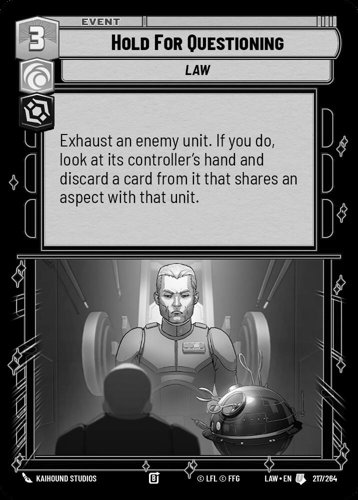 EVENT
3
HOLD FOR QUESTIONING
LAW
Exhaust an enemy unit. If you do,
look at its controller's hand and
discard a card from it that shares an
aspect with that unit.
KAIHOUND STUDIOS
© LFL © FFG
LAW • EN
217/264